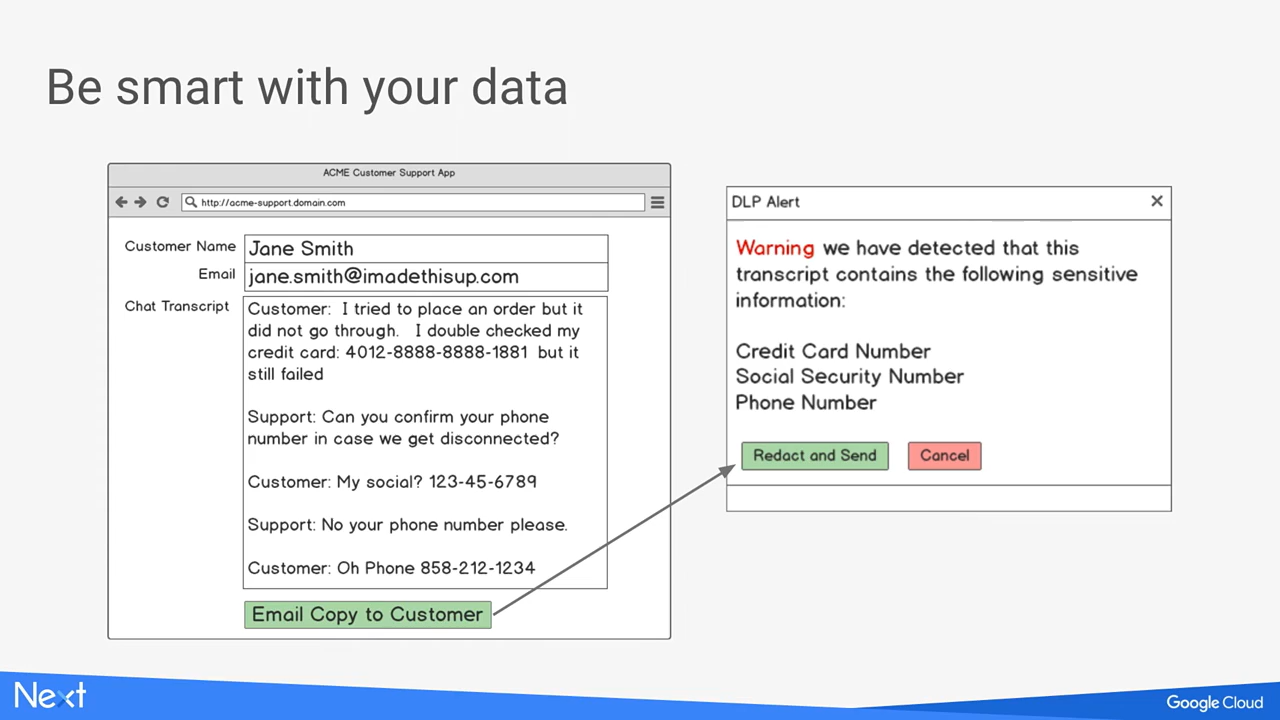 Be smart with your data
ACME Customer Support App
http://acme-support.domain.com
Customer Name Jane Smith
Email jane.smith@imadethisup.com
Chat Transcript
Customer: I tried to place an order but it
did not go through. I double checked my
credit card: 4012-8888-8888-1881 but it
still failed
Support: Can you confirm your phone
number in case we get disconnected?
Customer: My social? 123-45-6789
Support: No your phone number please.
Customer: Oh Phone 858-212-1234
Email Copy to Customer
DLP Alert
Warning we have detected that this
transcript contains the following sensitive
information:
Credit Card Number
Social Security Number
Phone Number
Redact and Send
Cancel
Next
Google Cloud